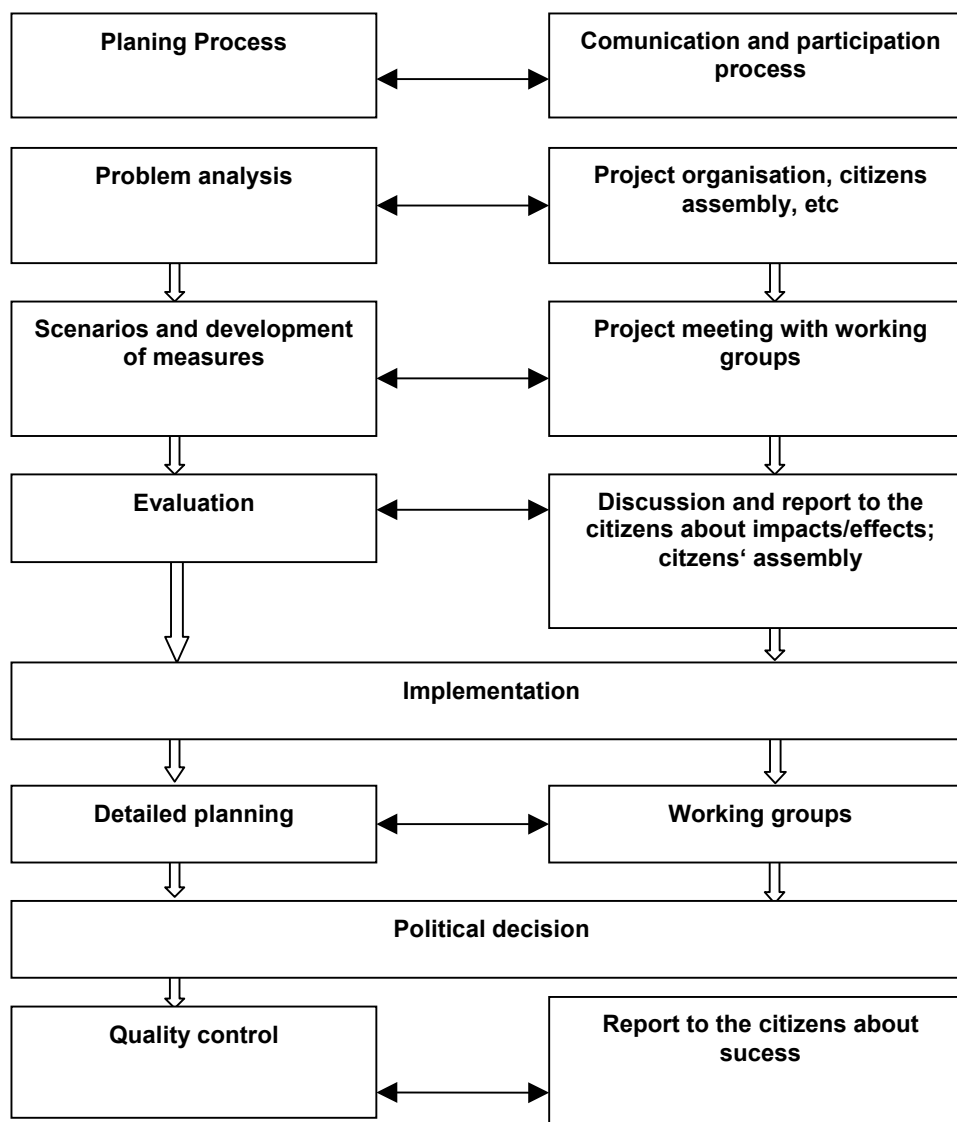 Planing Process
Comunication and participation
process
Problem analysis
Project organisation, citizens
assembly, etc
Scenarios and development
of measures
Project meeting with working
groups
Evaluation
Discussion and report to the
citizens about impacts/effects;
citzens‘ assembly
Implementation
Detailed planning
Working groups
Political decision
Quality control
Report to the citizens about
sucess